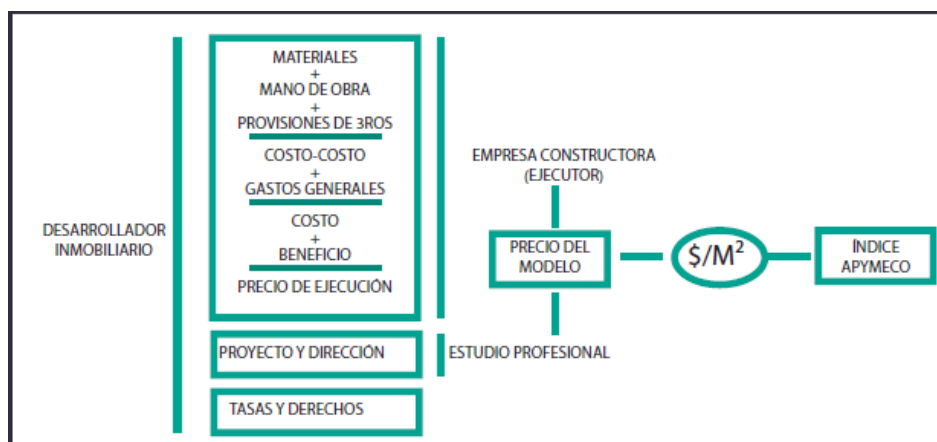 DESARROLLADOR
INMOBILIARIO
MATERIALES
+
MANO DE OBRA
+
PROVISIONES DE 3ROS
COSTO-COSTO
+
GASTOS GENERALES
COSTO
+
BENEFICIO
PRECIO DE EJECUCIÓN
PROYECTO Y DIRECCIÓN
TASAS Y DERECHOS
EMPRESA CONSTRUCTORA
(EJECUTOR)
PRECIO DEL
MODELO
ESTUDIO PROFESIONAL
$/M²
ÍNDICE
APYMECO